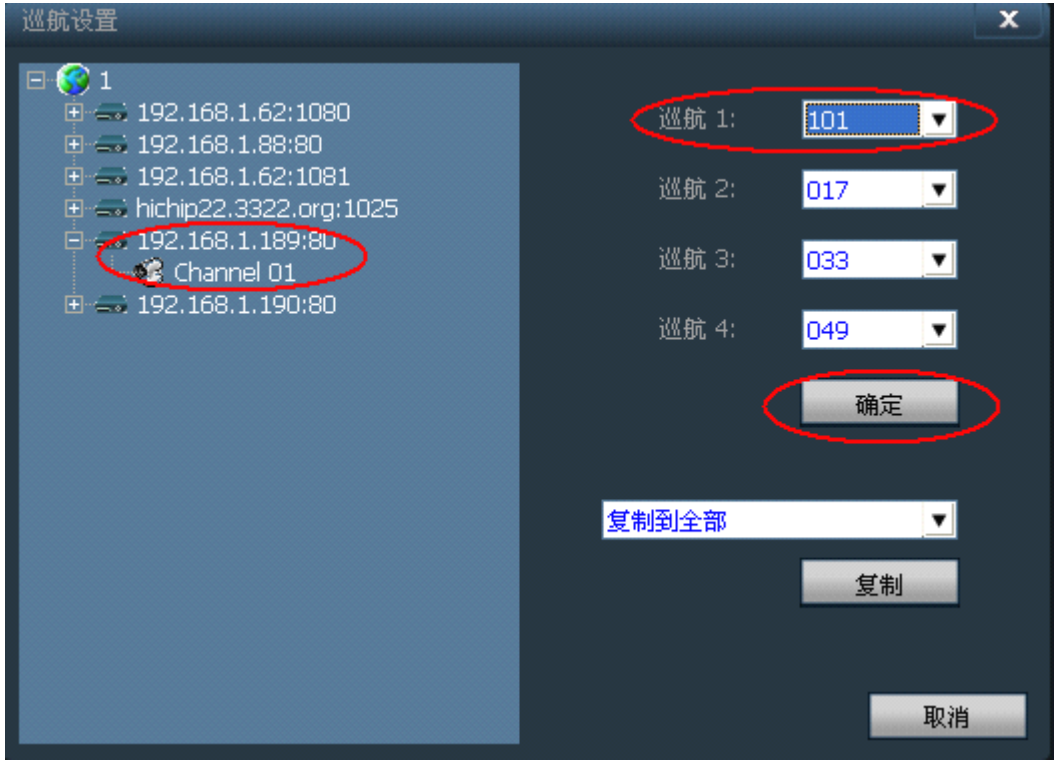 巡航设置
1
192.168.1.62:1080
192.168.1.88:80
192.168.1.62:1081
hichip22.3322.org:1025
192.168.1.189:80
Channel 01
192.168.1.190:80
巡航 1: 101
巡航 2: 017
巡航 3: 033
巡航 4: 049
确定
复制到全部
复制
取消